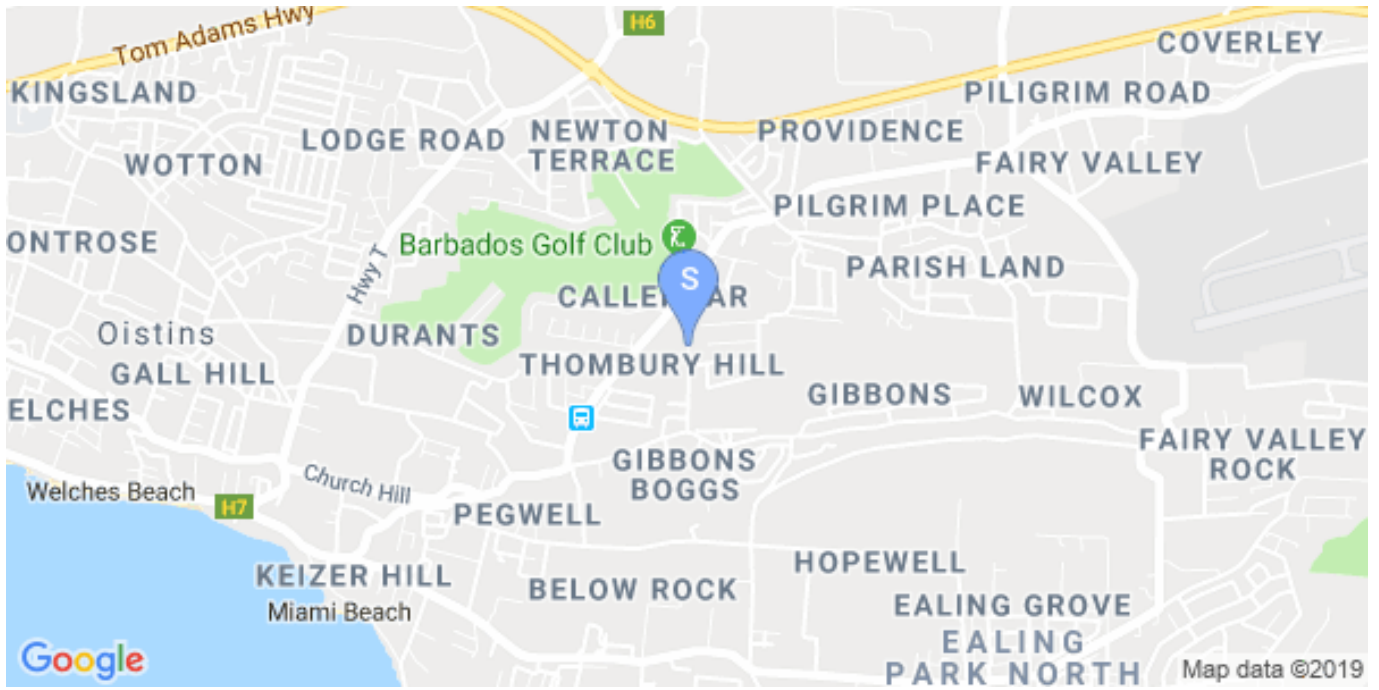 Tom Adams Hwy
H6
COVERLEY
KINGSLAND
PILIGRIM ROAD
LODGE ROAD
NEWTON
TERRACE
PROVIDENCE
WOTTON
FAIRY VALLEY
PILGRIM PLACE
ONTROSE
Barbados Golf Club
Hwy T
PARISH LAND
CALLE AR
S
Oistins
DURANTS
THOMBURY HILL
GALL HILL
GIBBONS
WILCOX
ELCHES
FAIRY VALLEY
ROCK
GIBBONS
BOGGS
Church Hill
Welches Beach
H7
PEGWELL
HOPEWELL
KEIZER HILL
BELOW ROCK
Miami Beach
EALING GROVE
EALING
PARK NORTH
Google
Map data ©2019